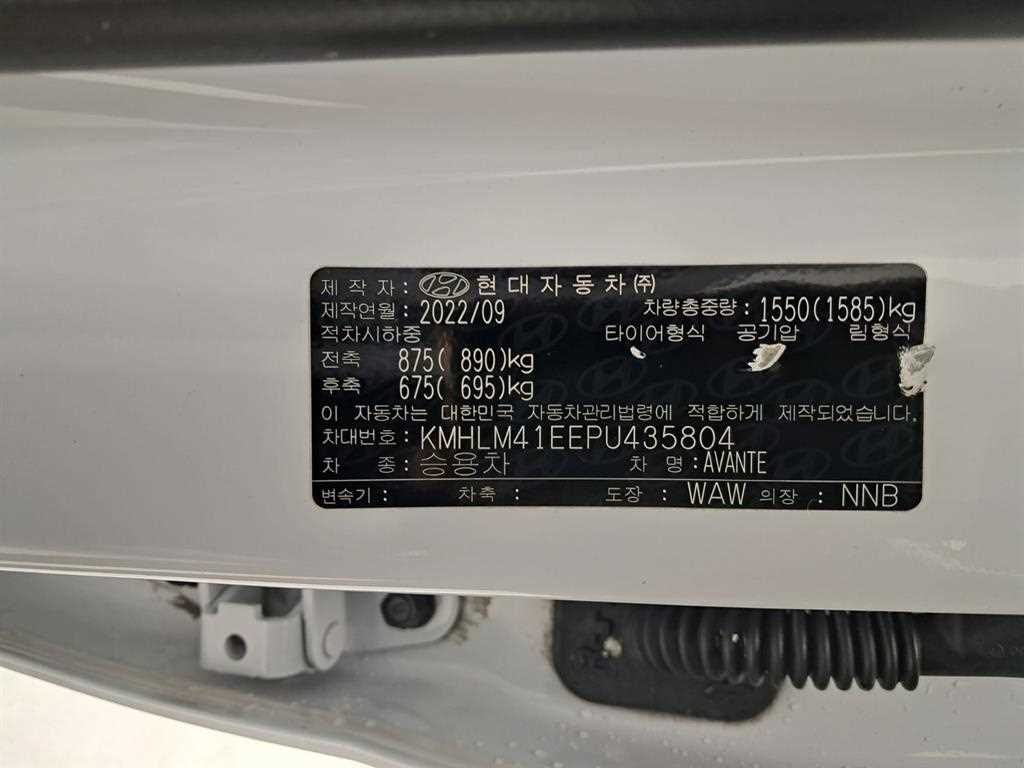 제 작 자 : 현대자동차㈜
제작연월 : 2022/09 차량총중량 : 1550(1585)kg
적차시하중 타이어형식 공기압 림형식
전축 875( 890)kg
후축 675( 695)kg
이 자동차는 대한민국 자동차관리법령에 적합하게 제작되었습니다.
차대번호 : KMHLM41EEPU435804
차 종 : 승용차 차 명 : AVANTE
변속기 : 차축 : 도장 : WAW 의장 : NNB